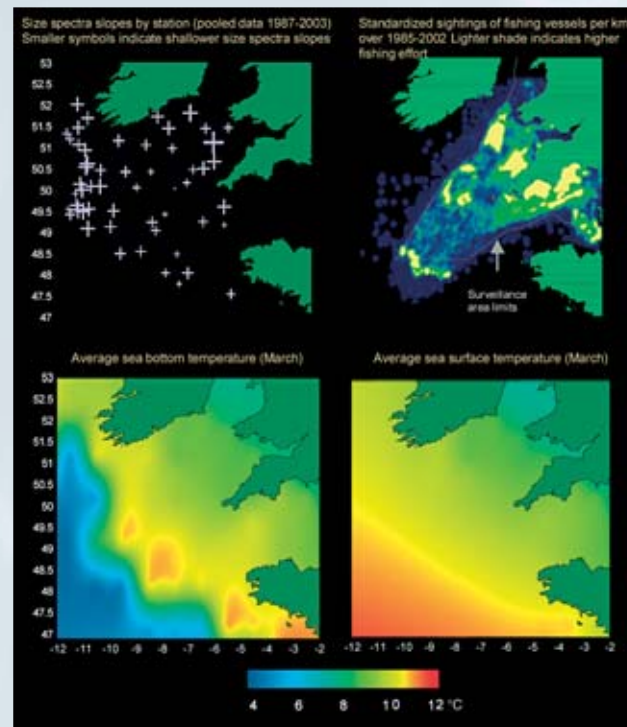 Size spectra slopes by station (pooled data 1987-2003)
Smaller symbols indicate shallower size spectra slopes
Standardized sightings of fishing vessels per km
over 1985-2002 Lighter shade indicates higher
fishing effort
53
52
51.5
51
50.5
50
49.5
49
48.5
48
47.5
47
Surveillance
area limits
Average sea bottom temperature (March)
Average sea surface temperature (March)
53
52
51.5
51
50.5
50
49.5
49
48.5
48
47.5
47
-12 -11 -10 -9 -8 -7 -6 -5 -4 -3 -2
-12 -11 -10 -9 -8 -7 -6 -5 -4 -3 -2
4 6 8 10 12 °C